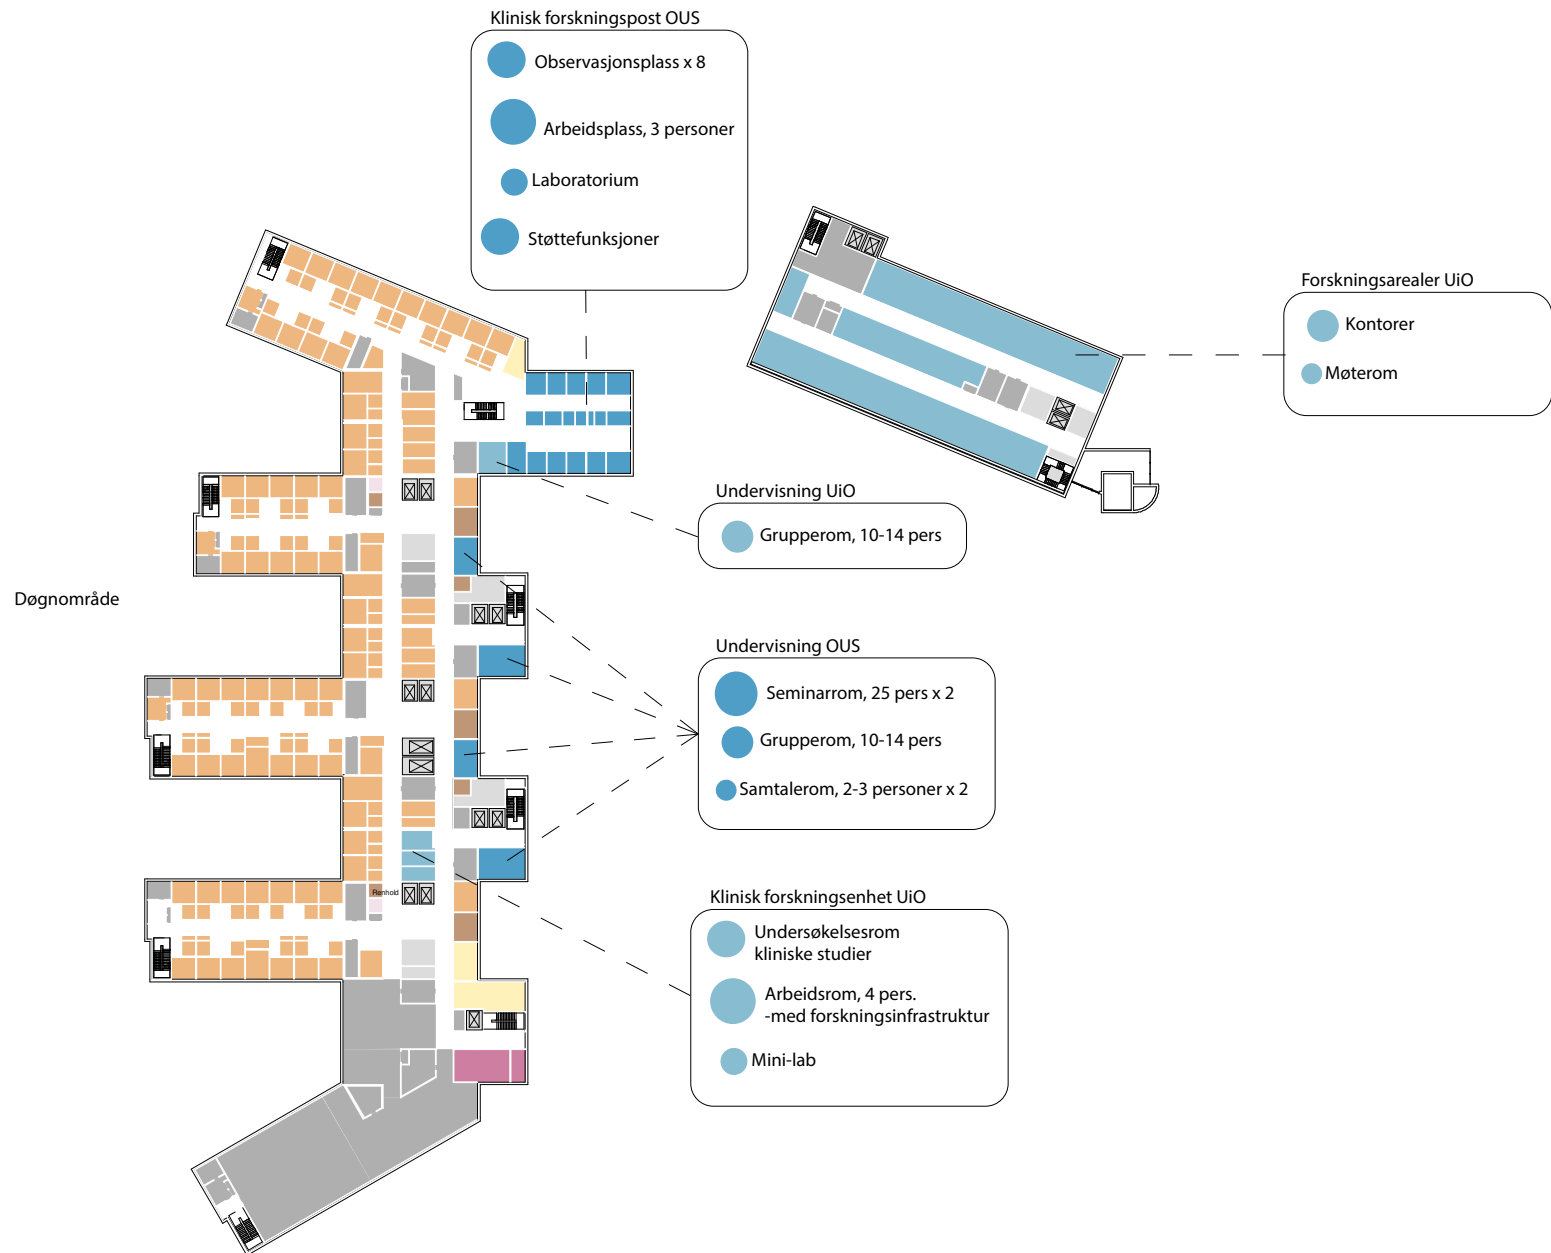 Klinisk forskningspost OUS
Observasjonsplass x 8
Arbeidsplass, 3 personer
Laboratorium
Støttefunksjoner
Forskningsarealer UiO
Kontorer
Møterom
Undervisning UiO
Grupperom, 10-14 pers
Døgnområde
Undervisning OUS
Seminarrom, 25 pers x 2
Grupperom, 10-14 pers
Samtalerom, 2-3 personer x 2
Renhold
Klinisk forskningsenhet UiO
Undersøkelsesrom
kliniske studier
Arbeidsrom, 4 pers.
-med forskningsinfrastruktur
Mini-lab